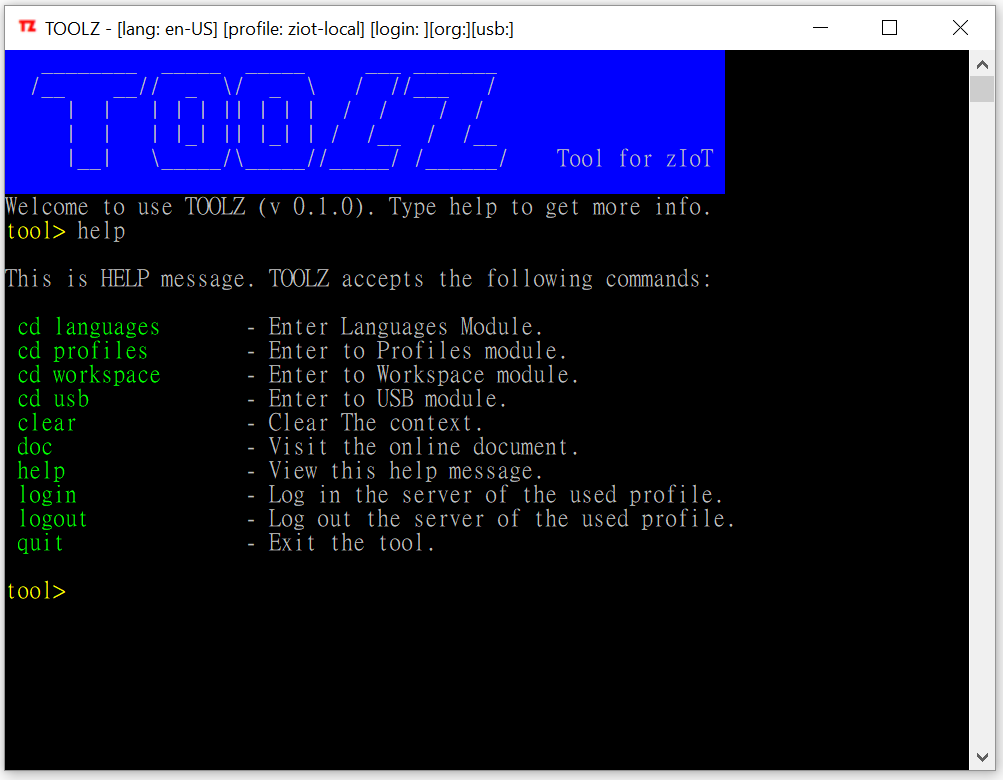 TZ TOOLZ - [lang: en-US] [profile: ziot-local] [login: ][org:][usb:]
TOOLZ
Tool for zIoT
Welcome to use TOOLZ (v 0.1.0). Type help to get more info.
tool> help
This is HELP message. TOOLZ accepts the following commands:
cd languages - Enter Languages Module.
cd profiles - Enter to Profiles module.
cd workspace - Enter to Workspace module.
cd usb - Enter to USB module.
clear - Clear The context.
doc - Visit the online document.
help - View this help message.
login - Log in the server of the used profile.
logout - Log out the server of the used profile.
quit - Exit the tool.
tool>